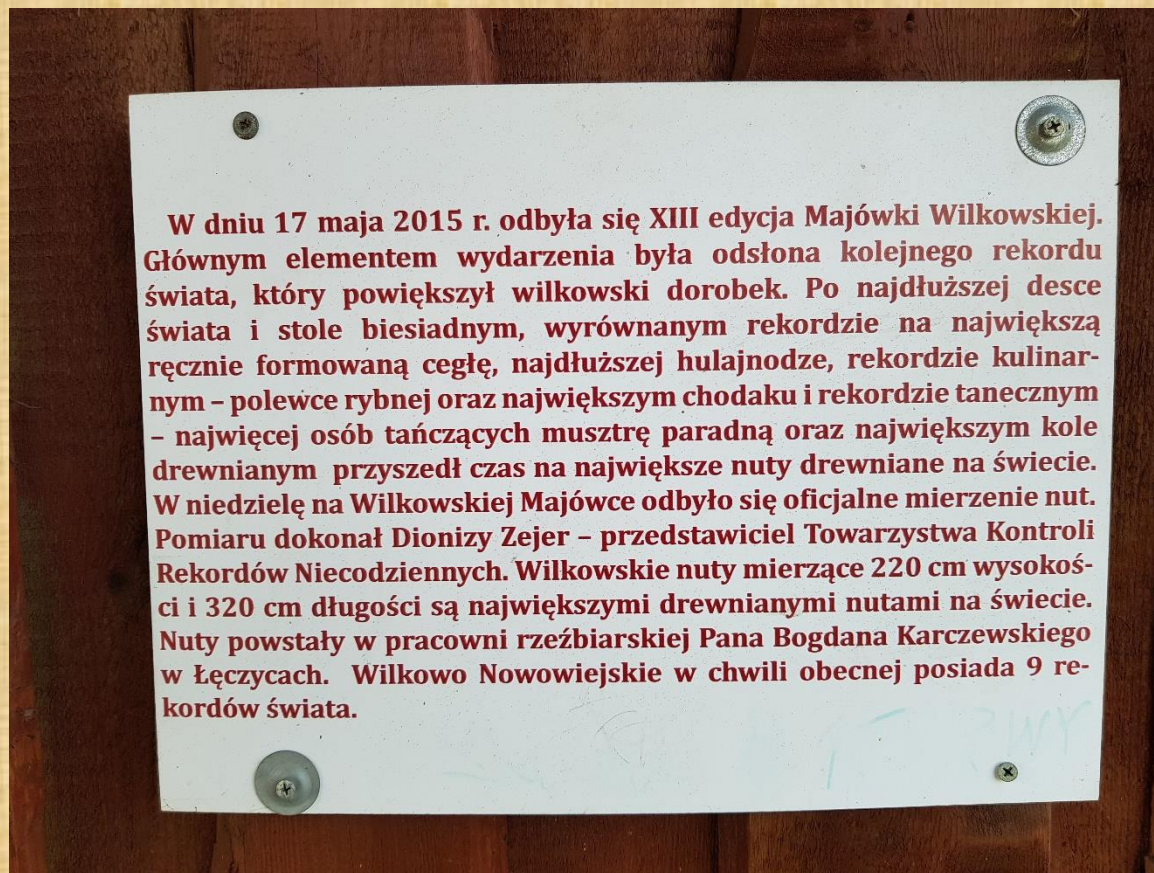 W dniu 17 maja 2015 r. odbyła się XIII edycja Majówki Wilkowskiej.
Głównym elementem wydarzenia była odsłona kolejnego rekordu
świata, który powiększył wilkowski dorobek. Po najdłuższej desce
świata i stole biesiadnym, wyrównanym rekordzie na największą
ręcznie formowaną cegłę, najdłuższej hulajnodze, rekordzie kulinar-
nym – polewce rybnej oraz największym chodaku i rekordzie tanecznym
– najwięcej osób tańczących musztrę paradną oraz największym kole
drewnianym przyszedł czas na największe nuty drewniane na świecie.
W niedzielę na Wilkowskiej Majówce odbyło się oficjalne mierzenie nut.
Pomiaru dokonał Dionizy Zejer – przedstawiciel Towarzystwa Kontroli
Rekordów Niecodziennych. Wilkowskie nuty mierzące 220 cm wysokoś-
ci i 320 cm długości są największymi drewnianymi nutami na świecie.
Nuty powstały w pracowni rzeźbiarskiej Pana Bogdana Karczewskiego
w Łęczycach. Wilkowo Nowowiejskie w chwili obecnej posiada 9 re-
kordów świata.